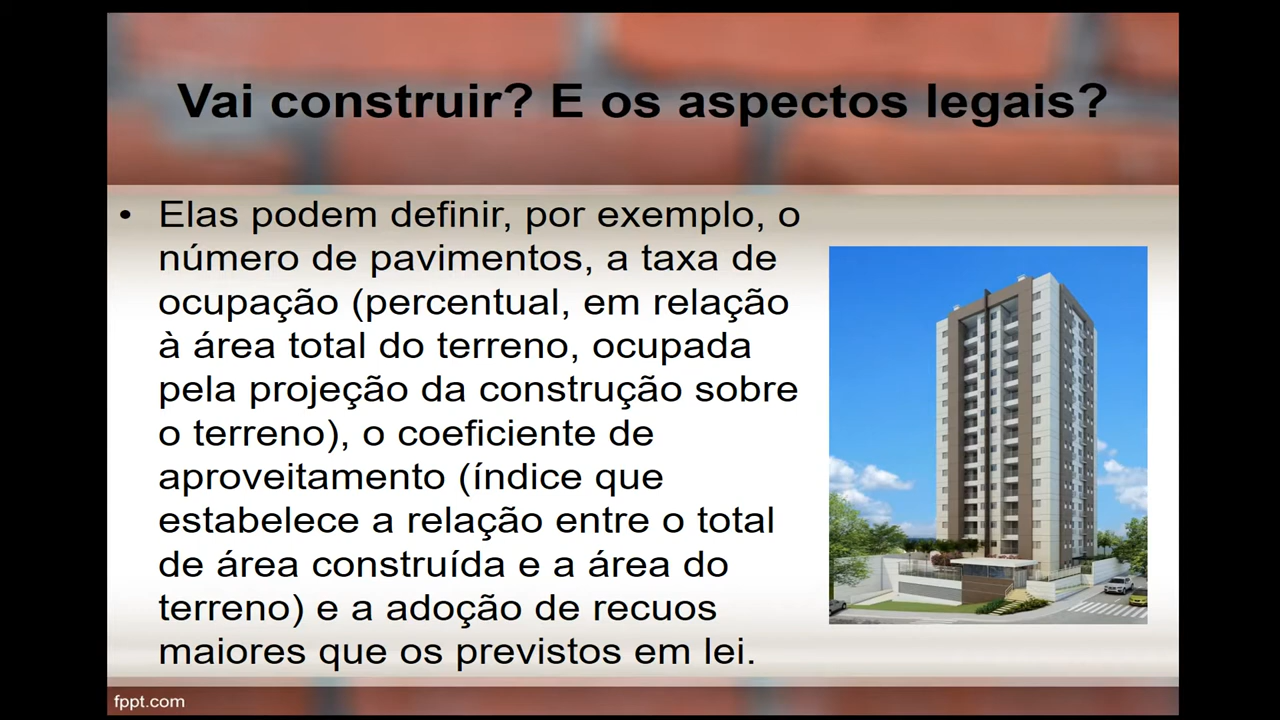 Vai construir? E os aspectos legais?
• Elas podem definir, por exemplo, o
número de pavimentos, a taxa de
ocupação (percentual, em relação
à área total do terreno, ocupada
pela projeção da construção sobre
o terreno), o coeficiente de
aproveitamento (índice que
estabelece a relação entre o total
de área construída e a área do
terreno) e a adoção de recuos
maiores que os previstos em lei.
fppt.com